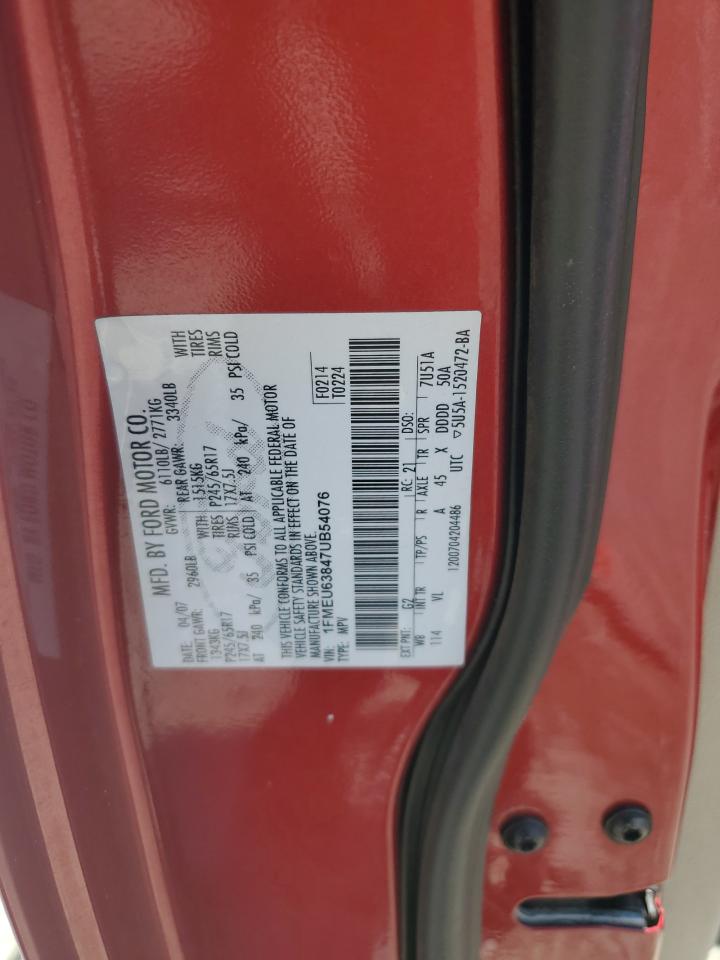 MFD. BY FORD MOTOR CO.
DATE: 04/07 GVWR: 6110LB/ 2771KG
FRONT GAWR: 2960LB REAR GAWR: 3340LB
1343KG WITH 1515KG WITH
P245/65R17 TIRES P245/65R17 TIRES
17X7.5J RIMS 17X7.5J RIMS
AT 240 kPa/ 35 PSI COLD AT 240 kPa/ 35 PSI COLD
THIS VEHICLE CONFORMS TO ALL APPLICABLE FEDERAL MOTOR
VEHICLE SAFETY STANDARDS IN EFFECT ON THE DATE OF
MANUFACTURE SHOWN ABOVE.
VIN: 1FMEU63847UB54076 F0214
TYPE: MPV T0224
EXT PNT: G2 RC: 21 DSO:
WB INT TR TP/PS R AXLE TR SPR 7U51A
114 VL A 45 X DDDD 50A
1200704204486 UTC ▽5U5A-1520472-BA